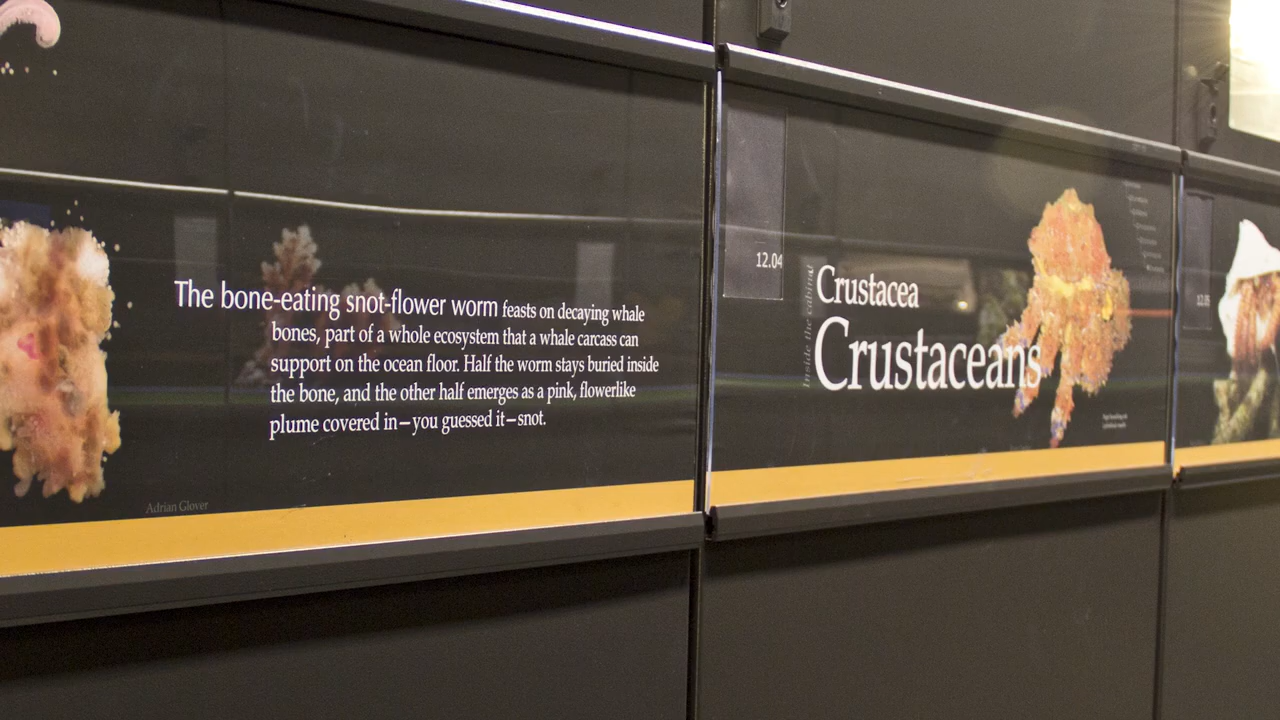 The bone-eating snot-flower worm feasts on decaying whale
bones, part of a whole ecosystem that a whale carcass can
support on the ocean floor. Half the worm stays buried inside
the bone, and the other half emerges as a pink, flowerlike
plume covered in—you guessed it—snot.
Adrian Glover
12.04
Inside the cabinet
Crustacea
Crustaceans
12.05